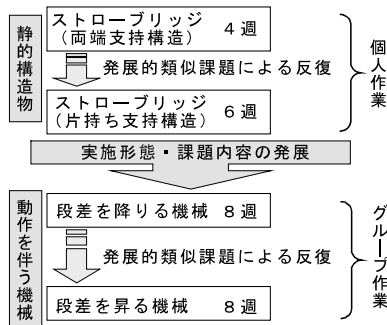 静的構造物
ストローブリッジ
(両端支持構造) 4週
発展的類似課題による反復
ストローブリッジ
(片持ち支持構造) 6週
個人作業
実施形態・課題内容の発展
動作を伴う機械
段差を降りる機械 8週
発展的類似課題による反復
段差を昇る機械 8週
グループ作業